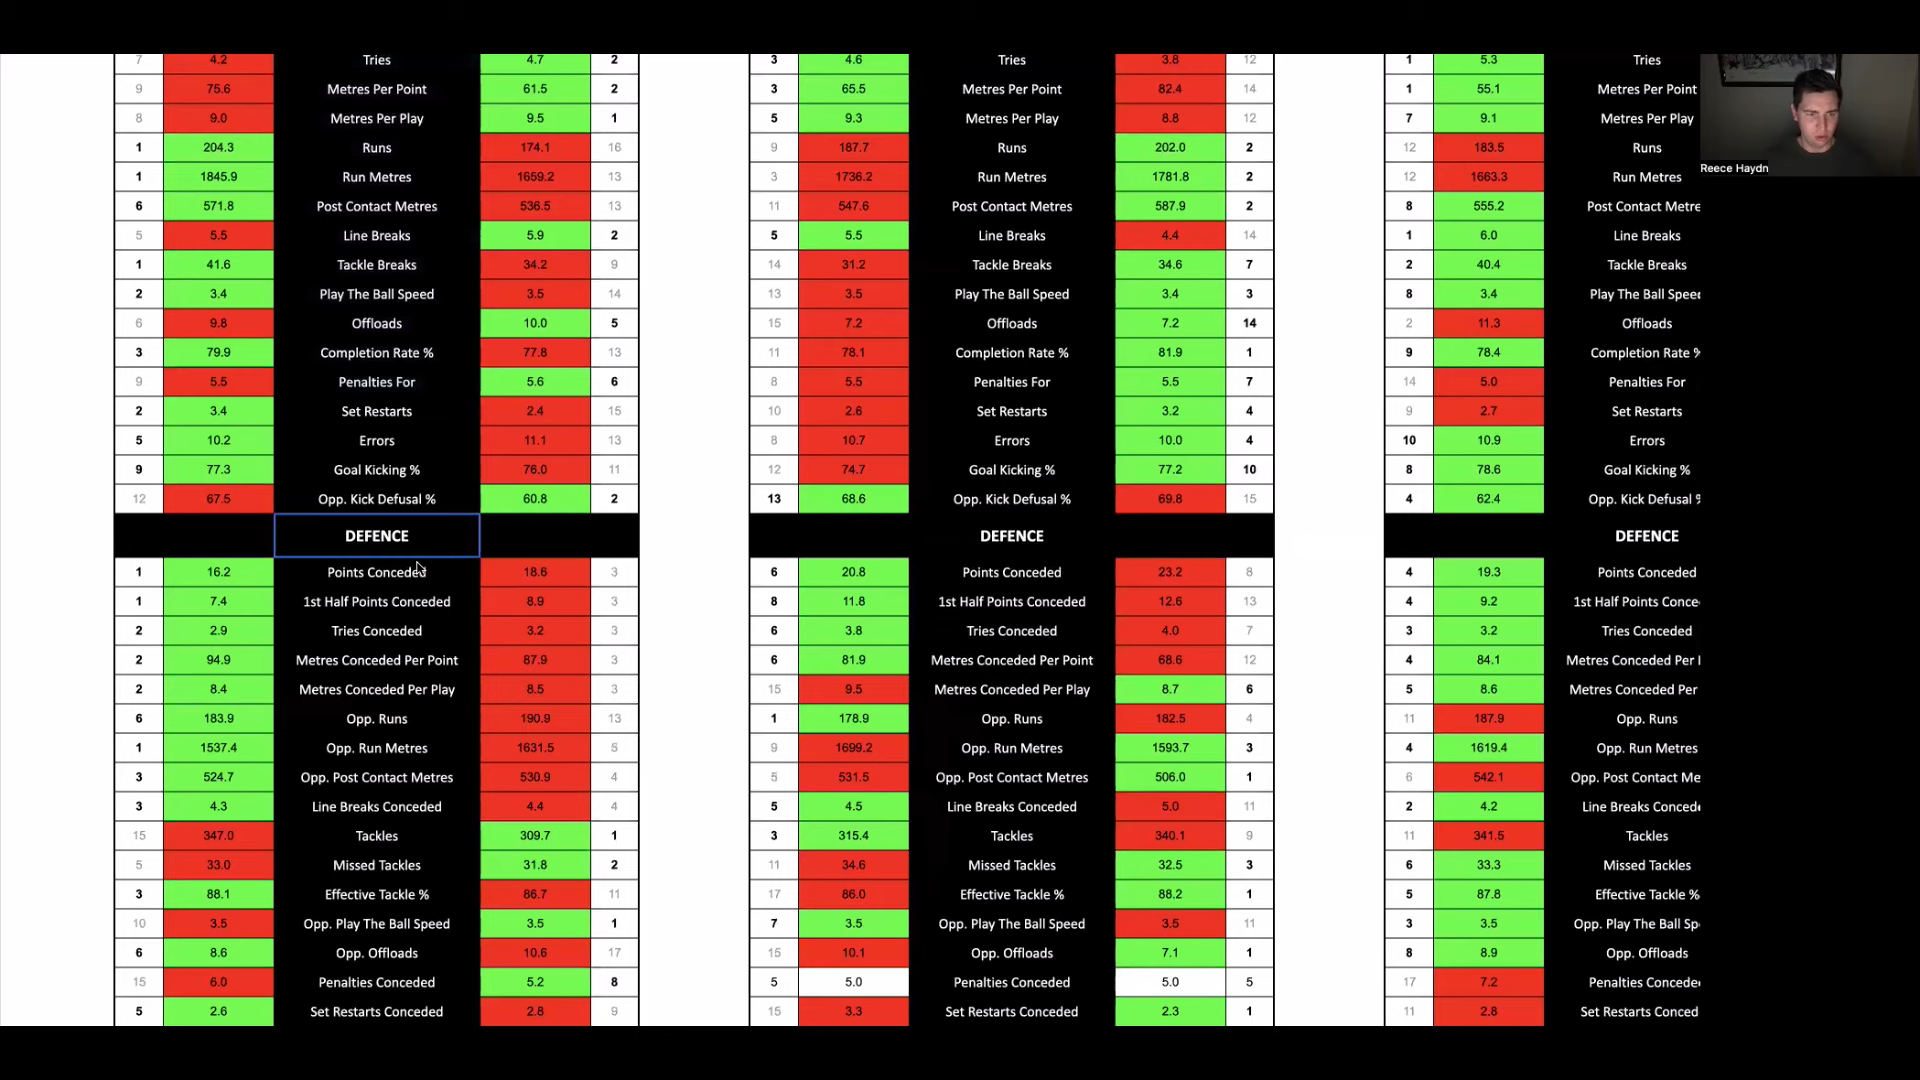 7 4.2 Tries 4.7 2 3 4.6 Tries 3.8 12 1 5.3 Tries
9 75.6 Metres Per Point 61.5 2 3 65.5 Metres Per Point 82.4 14 1 55.1 Metres Per Point
8 9.0 Metres Per Play 9.5 1 5 9.3 Metres Per Play 8.8 12 7 9.1 Metres Per Play
1 204.3 Runs 174.1 16 9 187.7 Runs 202.0 2 12 183.5 Runs
Reece Haydn
1 1845.9 Run Metres 1659.2 13 3 1736.2 Run Metres 1781.8 2 12 1663.3 Run Metres
6 571.8 Post Contact Metres 536.5 13 11 547.6 Post Contact Metres 587.9 2 8 555.2 Post Contact Metre
5 5.5 Line Breaks 5.9 2 5 5.5 Line Breaks 4.4 14 1 6.0 Line Breaks
1 41.6 Tackle Breaks 34.2 9 14 31.2 Tackle Breaks 34.6 7 2 40.4 Tackle Breaks
2 3.4 Play The Ball Speed 3.5 14 13 3.5 Play The Ball Speed 3.4 3 8 3.4 Play The Ball Speed
6 9.8 Offloads 10.0 5 15 7.2 Offloads 7.2 14 2 11.3 Offloads
3 79.9 Completion Rate % 77.8 13 11 78.1 Completion Rate % 81.9 1 9 78.4 Completion Rate %
9 5.5 Penalties For 5.6 6 8 5.5 Penalties For 5.5 7 14 5.0 Penalties For
2 3.4 Set Restarts 2.4 15 10 2.6 Set Restarts 3.2 4 9 2.7 Set Restarts
5 10.2 Errors 11.1 13 8 10.7 Errors 10.0 4 10 10.9 Errors
9 77.3 Goal Kicking % 76.0 11 12 74.7 Goal Kicking % 77.2 10 8 78.6 Goal Kicking %
12 67.5 Opp. Kick Defusal % 60.8 2 13 68.6 Opp. Kick Defusal % 69.8 15 4 62.4 Opp. Kick Defusal %
DEFENCE DEFENCE DEFENCE
1 16.2 Points Conceded 18.6 3 6 20.8 Points Conceded 23.2 8 4 19.3 Points Conceded
1 7.4 1st Half Points Conceded 8.9 3 8 11.8 1st Half Points Conceded 12.6 13 4 9.2 1st Half Points Conce
2 2.9 Tries Conceded 3.2 3 6 3.8 Tries Conceded 4.0 7 3 3.2 Tries Conceded
2 94.9 Metres Conceded Per Point 87.9 3 6 81.9 Metres Conceded Per Point 68.6 12 4 84.1 Metres Conceded Per
2 8.4 Metres Conceded Per Play 8.5 3 15 9.5 Metres Conceded Per Play 8.7 6 5 8.6 Metres Conceded Per
6 183.9 Opp. Runs 190.9 13 1 178.9 Opp. Runs 182.5 4 11 187.9 Opp. Runs
1 1537.4 Opp. Run Metres 1631.5 5 9 1699.2 Opp. Run Metres 1593.7 3 4 1619.4 Opp. Run Metres
3 524.7 Opp. Post Contact Metres 530.9 4 5 531.5 Opp. Post Contact Metres 506.0 1 6 542.1 Opp. Post Contact Me
3 4.3 Line Breaks Conceded 4.4 4 5 4.5 Line Breaks Conceded 5.0 11 2 4.2 Line Breaks Concede
15 347.0 Tackles 309.7 1 3 315.4 Tackles 340.1 9 11 341.5 Tackles
5 33.0 Missed Tackles 31.8 2 11 34.6 Missed Tackles 32.5 3 6 33.3 Missed Tackles
3 88.1 Effective Tackle % 86.7 11 17 86.0 Effective Tackle % 88.2 1 5 87.8 Effective Tackle %
10 3.5 Opp. Play The Ball Speed 3.5 1 7 3.5 Opp. Play The Ball Speed 3.5 11 3 3.5 Opp. Play The Ball Sp
6 8.6 Opp. Offloads 10.6 17 15 10.1 Opp. Offloads 7.1 1 8 8.9 Opp. Offloads
15 6.0 Penalties Conceded 5.2 8 5 5.0 Penalties Conceded 5.0 5 17 7.2 Penalties Concede
5 2.6 Set Restarts Conceded 2.8 9 15 3.3 Set Restarts Conceded 2.3 1 11 2.8 Set Restarts Conced